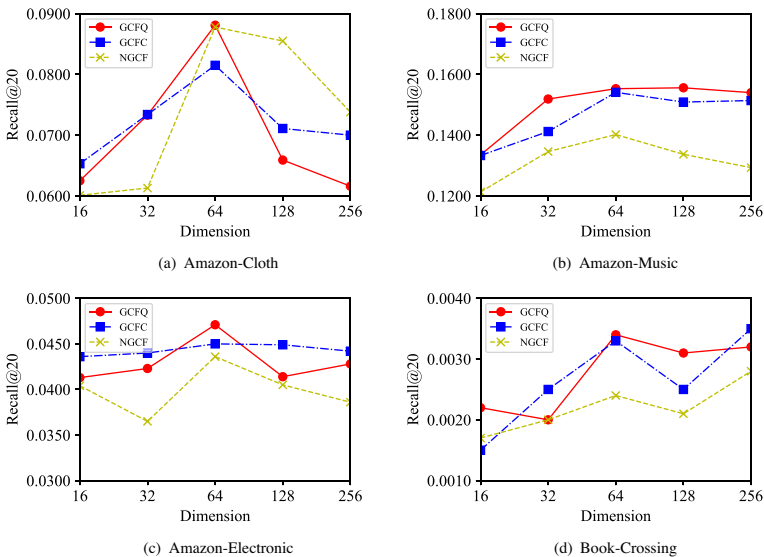 0.0900
0.0800
0.0700
0.0600
Recall@20
GCFQ
GCFC
NGCF
16 32 64 128 256
Dimension
(a) Amazon-Cloth
0.1800
0.1600
0.1400
0.1200
Recall@20
GCFQ
GCFC
NGCF
16 32 64 128 256
Dimension
(b) Amazon-Music
0.0500
0.0450
0.0400
0.0350
0.0300
Recall@20
GCFQ
GCFC
NGCF
16 32 64 128 256
Dimension
(c) Amazon-Electronic
0.0040
0.0030
0.0020
0.0010
Recall@20
GCFQ
GCFC
NGCF
16 32 64 128 256
Dimension
(d) Book-Crossing